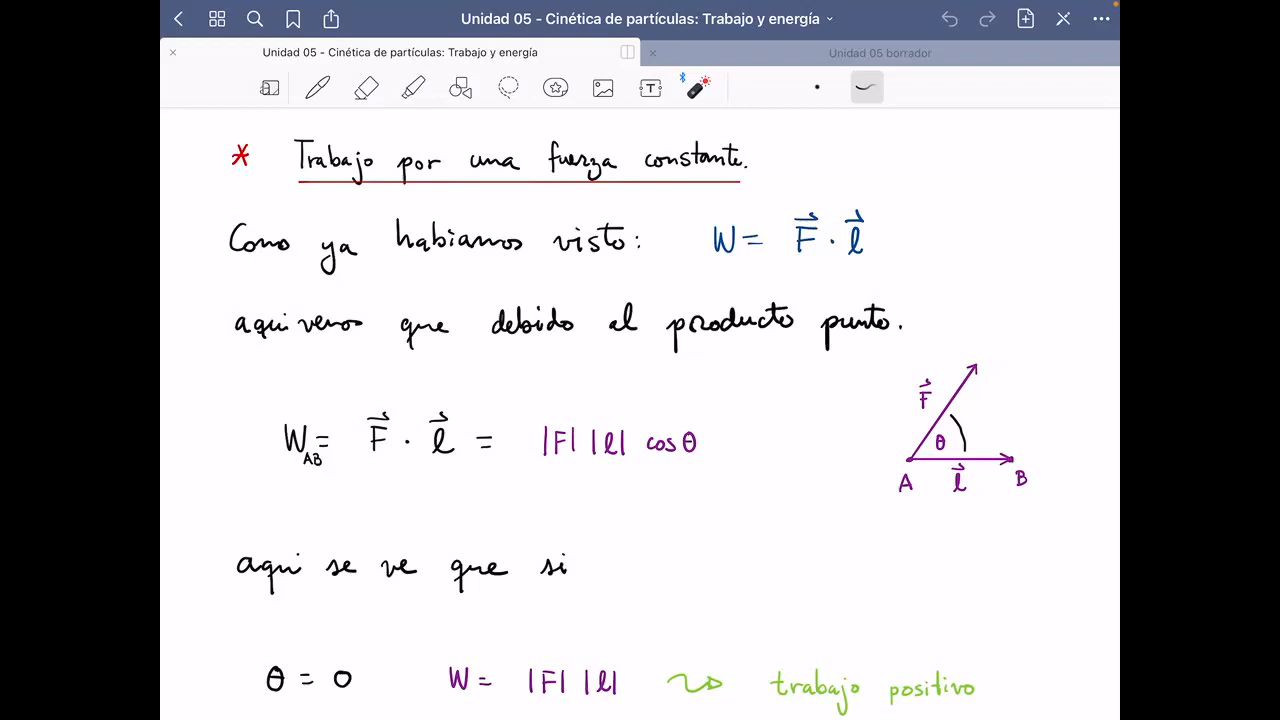 Unidad 05 - Cinética de partículas: Trabajo y energía
Unidad 05 - Cinética de partículas: Trabajo y energía
Unidad 05 borrador
* Trabajo por una fuerza constante.
Como ya habiamos visto: W = F⃗ · l⃗
aqui vemos que debido al producto punto.
F⃗
θ
A l⃗ B
W_AB = F⃗ · l⃗ = |F| |l| cosθ
aqui se ve que si
θ = 0 W = |F| |l| trabajo positivo